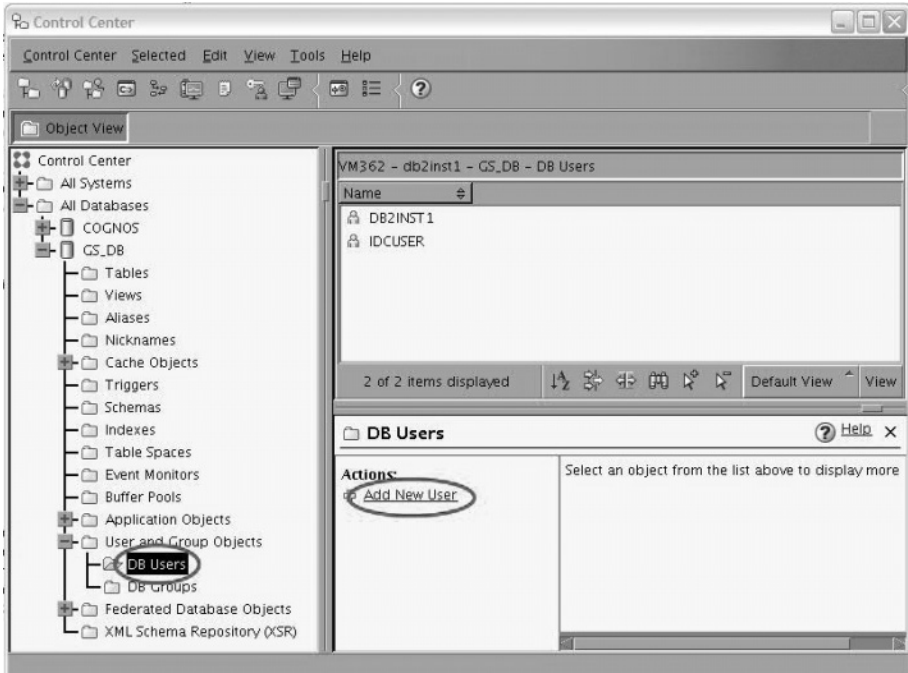 Control Center
Control Center Selected Edit View Tools Help
Object View
Control Center
All Systems
All Databases
COGNOS
GS_DB
Tables
Views
Aliases
Nicknames
Cache Objects
Triggers
Schemas
Indexes
Table Spaces
Event Monitors
Buffer Pools
Application Objects
User and Group Objects
DB Users
DB Groups
Federated Database Objects
XML Schema Repository (XSR)
VM362 - db2inst1 - GS_DB - DB Users
Name
DB2INST1
IDCUSER
2 of 2 items displayed
Default View
View
DB Users
Help
Actions:
Add New User
Select an object from the list above to display more